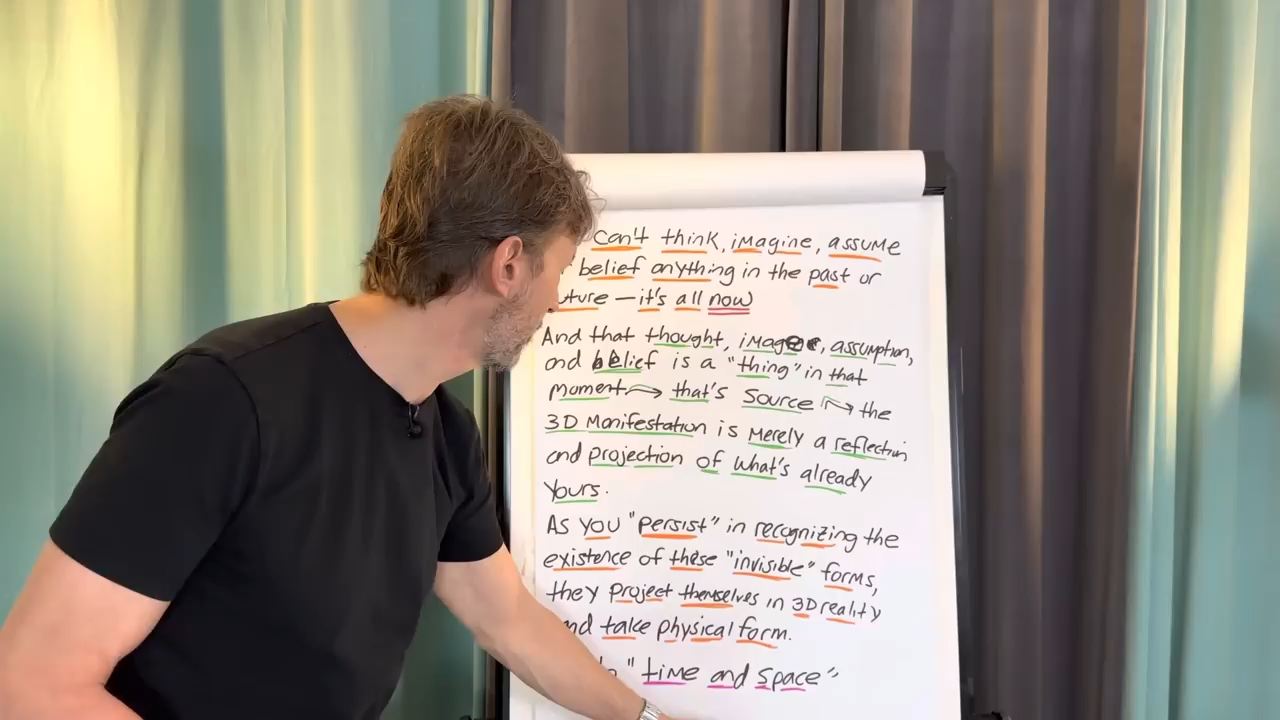 can't think, imagine, assume
belief anything in the past or
uture – it's all now
And that thought, image, assumption,
and belief is a "thing" in that
moment → that's Source → the
3D manifestation is merely a reflection
and projection of what's already
yours.
As you "persist" in recognizing the
existence of these "invisible" forms,
they project themselves in 3D reality
and take physical form.
"time and space"